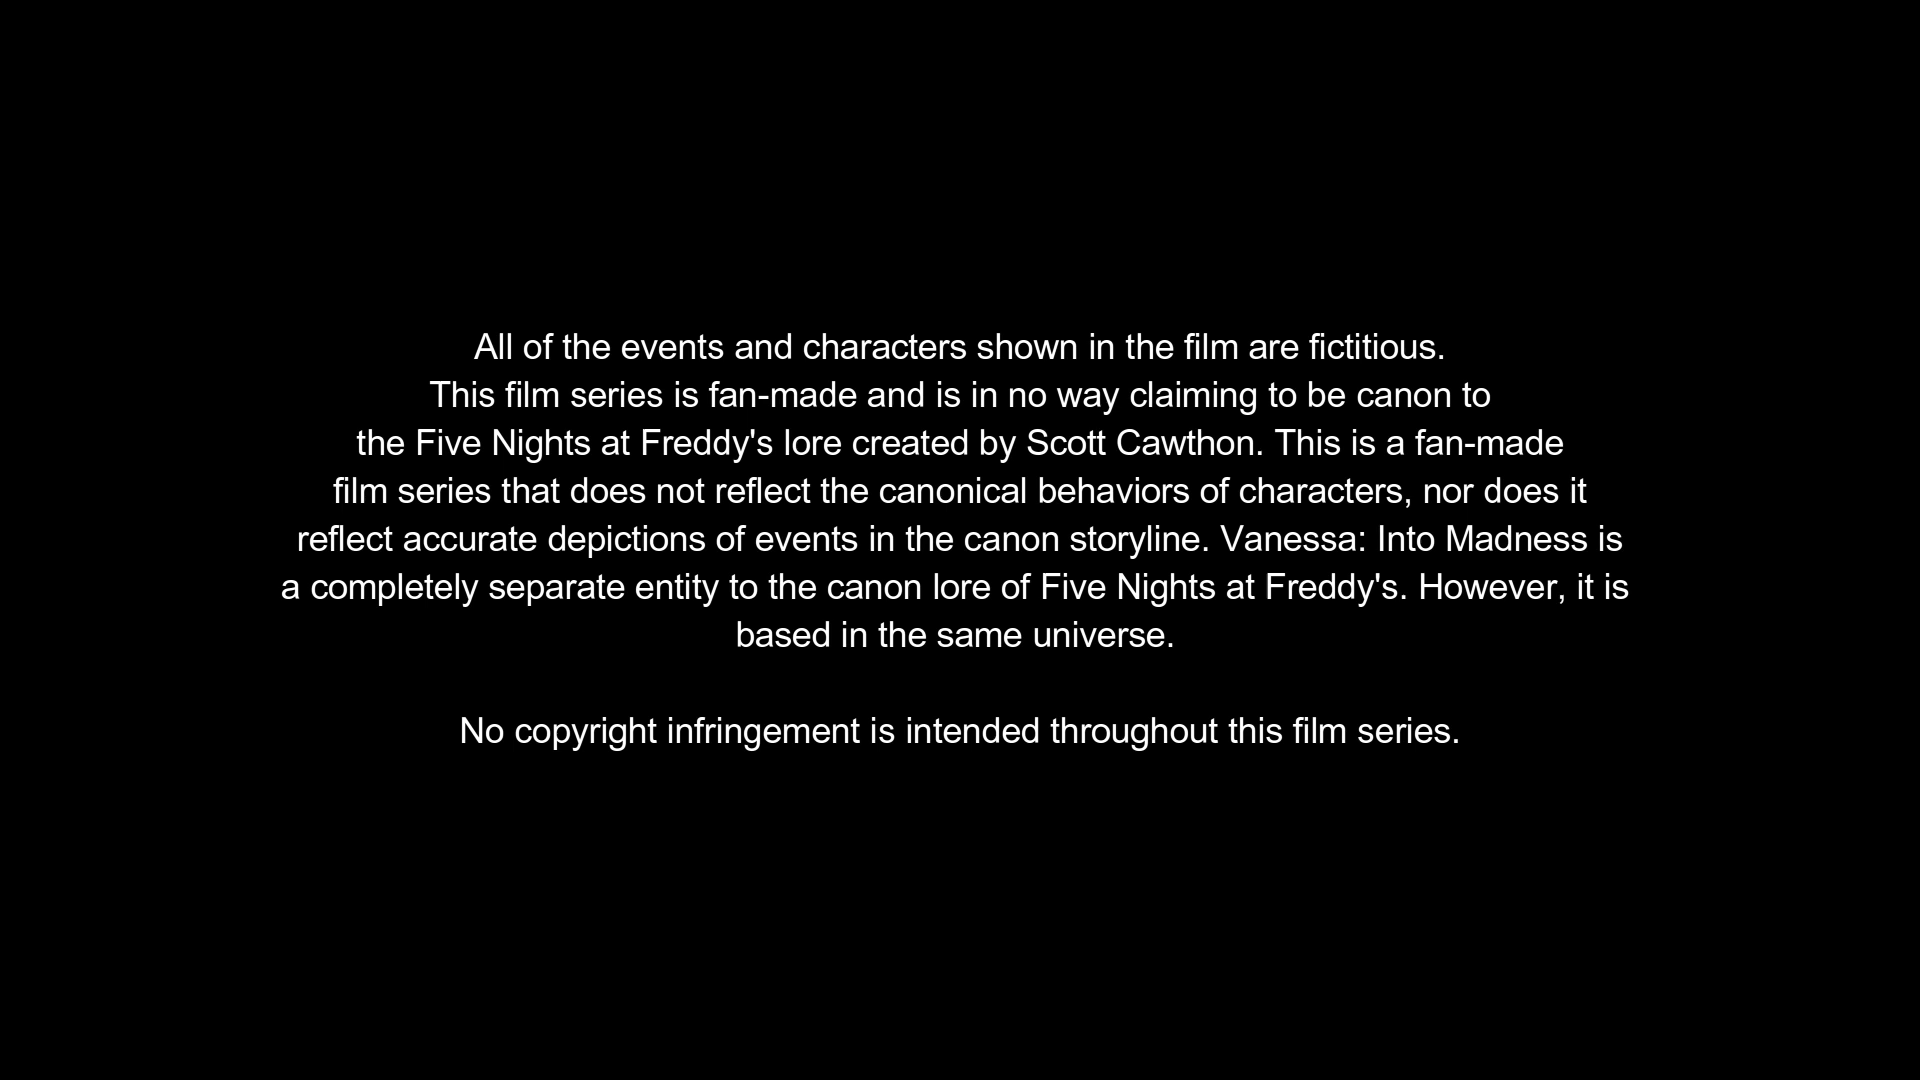 All of the events and characters shown in the film are fictitious.
This film series is fan-made and is in no way claiming to be canon to
the Five Nights at Freddy's lore created by Scott Cawthon. This is a fan-made
film series that does not reflect the canonical behaviors of characters, nor does it
reflect accurate depictions of events in the canon storyline. Vanessa: Into Madness is
a completely separate entity to the canon lore of Five Nights at Freddy's. However, it is
based in the same universe.
No copyright infringement is intended throughout this film series.